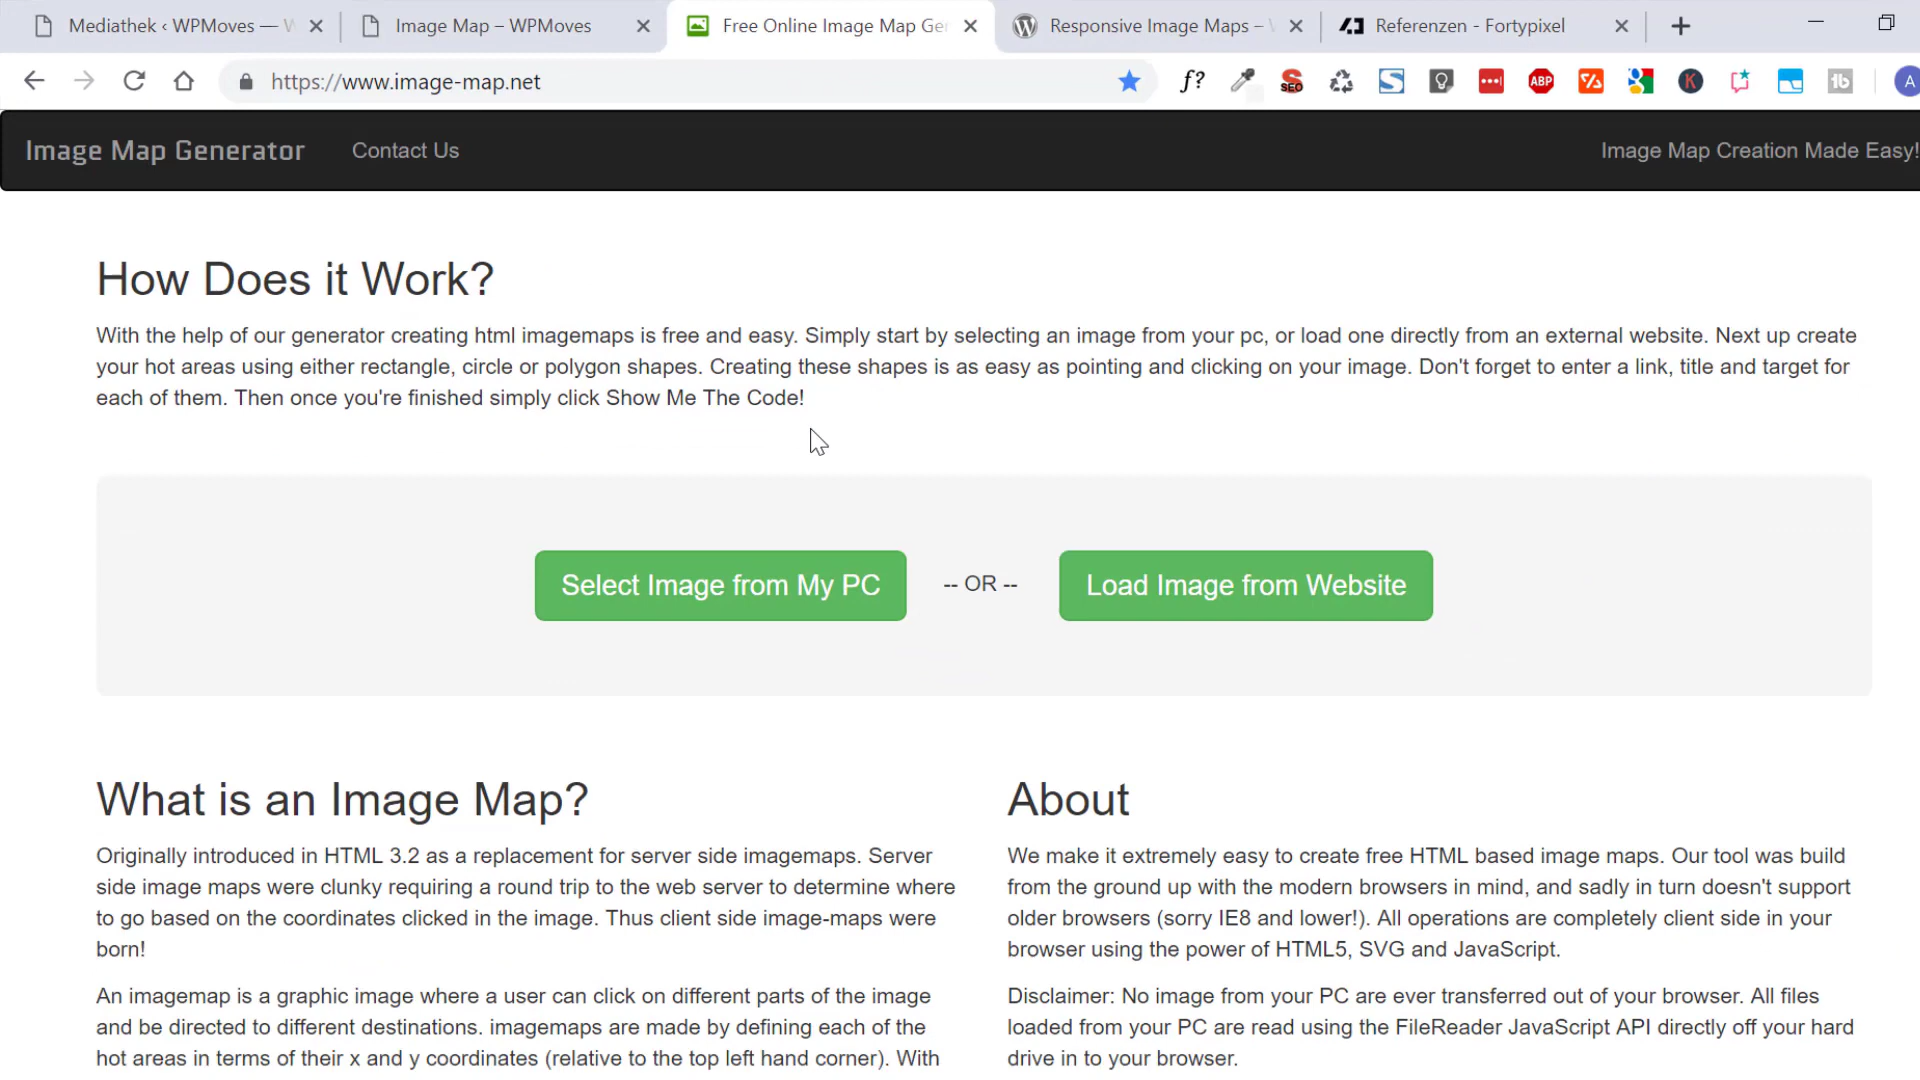 Mediathek ‹ WPMoves —
Image Map – WPMoves
Free Online Image Map Ge
Responsive Image Maps –
Referenzen - Fortypixel
https://www.image-map.net
f?
SEO
S
ABP
K
tb
A
Image Map Generator
Contact Us
Image Map Creation Made Easy!
How Does it Work?
With the help of our generator creating html imagemaps is free and easy. Simply start by selecting an image from your pc, or load one directly from an external website. Next up create
your hot areas using either rectangle, circle or polygon shapes. Creating these shapes is as easy as pointing and clicking on your image. Don't forget to enter a link, title and target for
each of them. Then once you're finished simply click Show Me The Code!
Select Image from My PC
-- OR --
Load Image from Website
What is an Image Map?
Originally introduced in HTML 3.2 as a replacement for server side imagemaps. Server
side image maps were clunky requiring a round trip to the web server to determine where
to go based on the coordinates clicked in the image. Thus client side image-maps were
born!
An imagemap is a graphic image where a user can click on different parts of the image
and be directed to different destinations. imagemaps are made by defining each of the
hot areas in terms of their x and y coordinates (relative to the top left hand corner). With
About
We make it extremely easy to create free HTML based image maps. Our tool was build
from the ground up with the modern browsers in mind, and sadly in turn doesn't support
older browsers (sorry IE8 and lower!). All operations are completely client side in your
browser using the power of HTML5, SVG and JavaScript.
Disclaimer: No image from your PC are ever transferred out of your browser. All files
loaded from your PC are read using the FileReader JavaScript API directly off your hard
drive in to your browser.